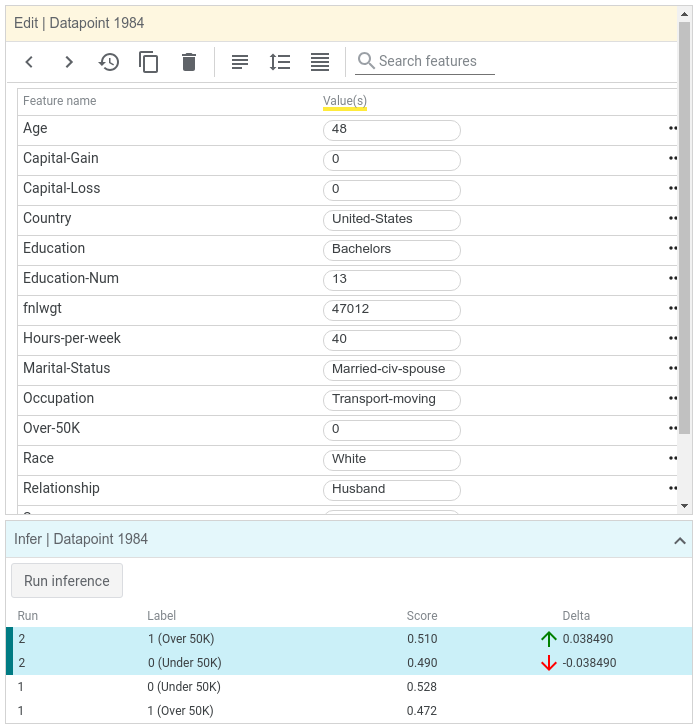 Edit | Datapoint 1984
Search features
Feature name Value(s)
Age 48
Capital-Gain 0
Capital-Loss 0
Country United-States
Education Bachelors
Education-Num 13
fnlwgt 47012
Hours-per-week 40
Marital-Status Married-civ-spouse
Occupation Transport-moving
Over-50K 0
Race White
Relationship Husband
Infer | Datapoint 1984
Run inference
Run Label Score Delta
2 1 (Over 50K) 0.510 0.038490
2 0 (Under 50K) 0.490 -0.038490
1 0 (Under 50K) 0.528
1 1 (Over 50K) 0.472